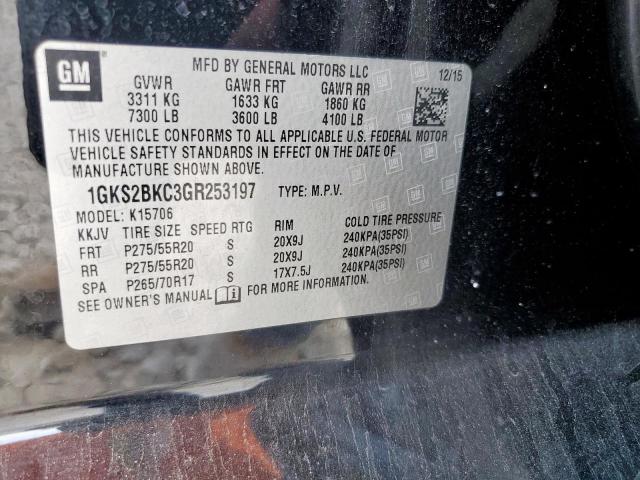 GM
MFD BY GENERAL MOTORS LLC 12/15
GVWR GAWR FRT GAWR RR
3311 KG 1633 KG 1860 KG
7300 LB 3600 LB 4100 LB
THIS VEHICLE CONFORMS TO ALL APPLICABLE U.S. FEDERAL MOTOR
VEHICLE SAFETY STANDARDS IN EFFECT ON THE DATE OF
MANUFACTURE SHOWN ABOVE.
1GKS2BKC3GR253197 TYPE: M.P.V.
MODEL: K15706
KKJV TIRE SIZE SPEED RTG RIM COLD TIRE PRESSURE
FRT P275/55R20 S 20X9J 240KPA(35PSI)
RR P275/55R20 S 20X9J 240KPA(35PSI)
SPA P265/70R17 S 17X7.5J 240KPA(35PSI)
SEE OWNER'S MANUAL FOR MORE INFORMATION.